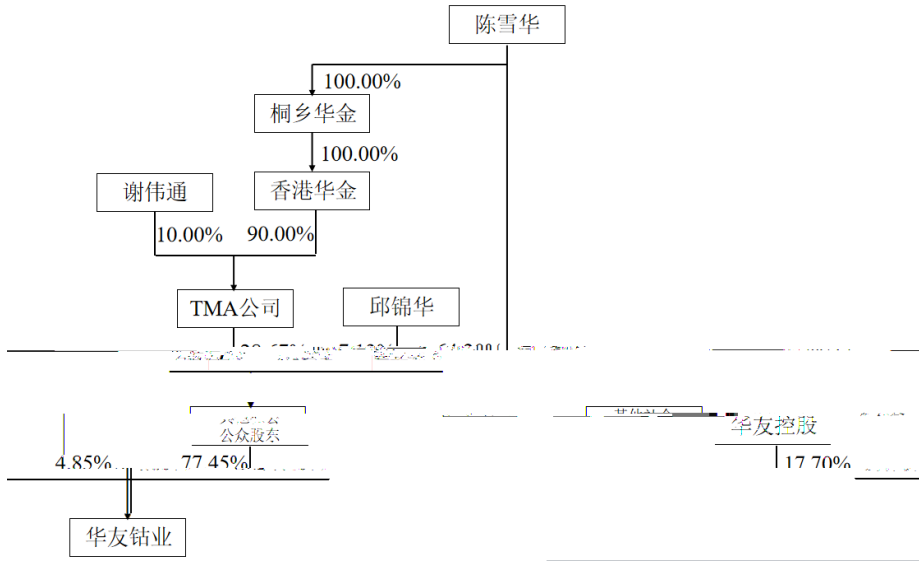 陈雪华
100.00%
桐乡华金
100.00%
谢伟通
香港华金
10.00%
90.00%
TMA公司
邱锦华
公众股东
华友控股
4.85%
77.45%
17.70%
华友钴业